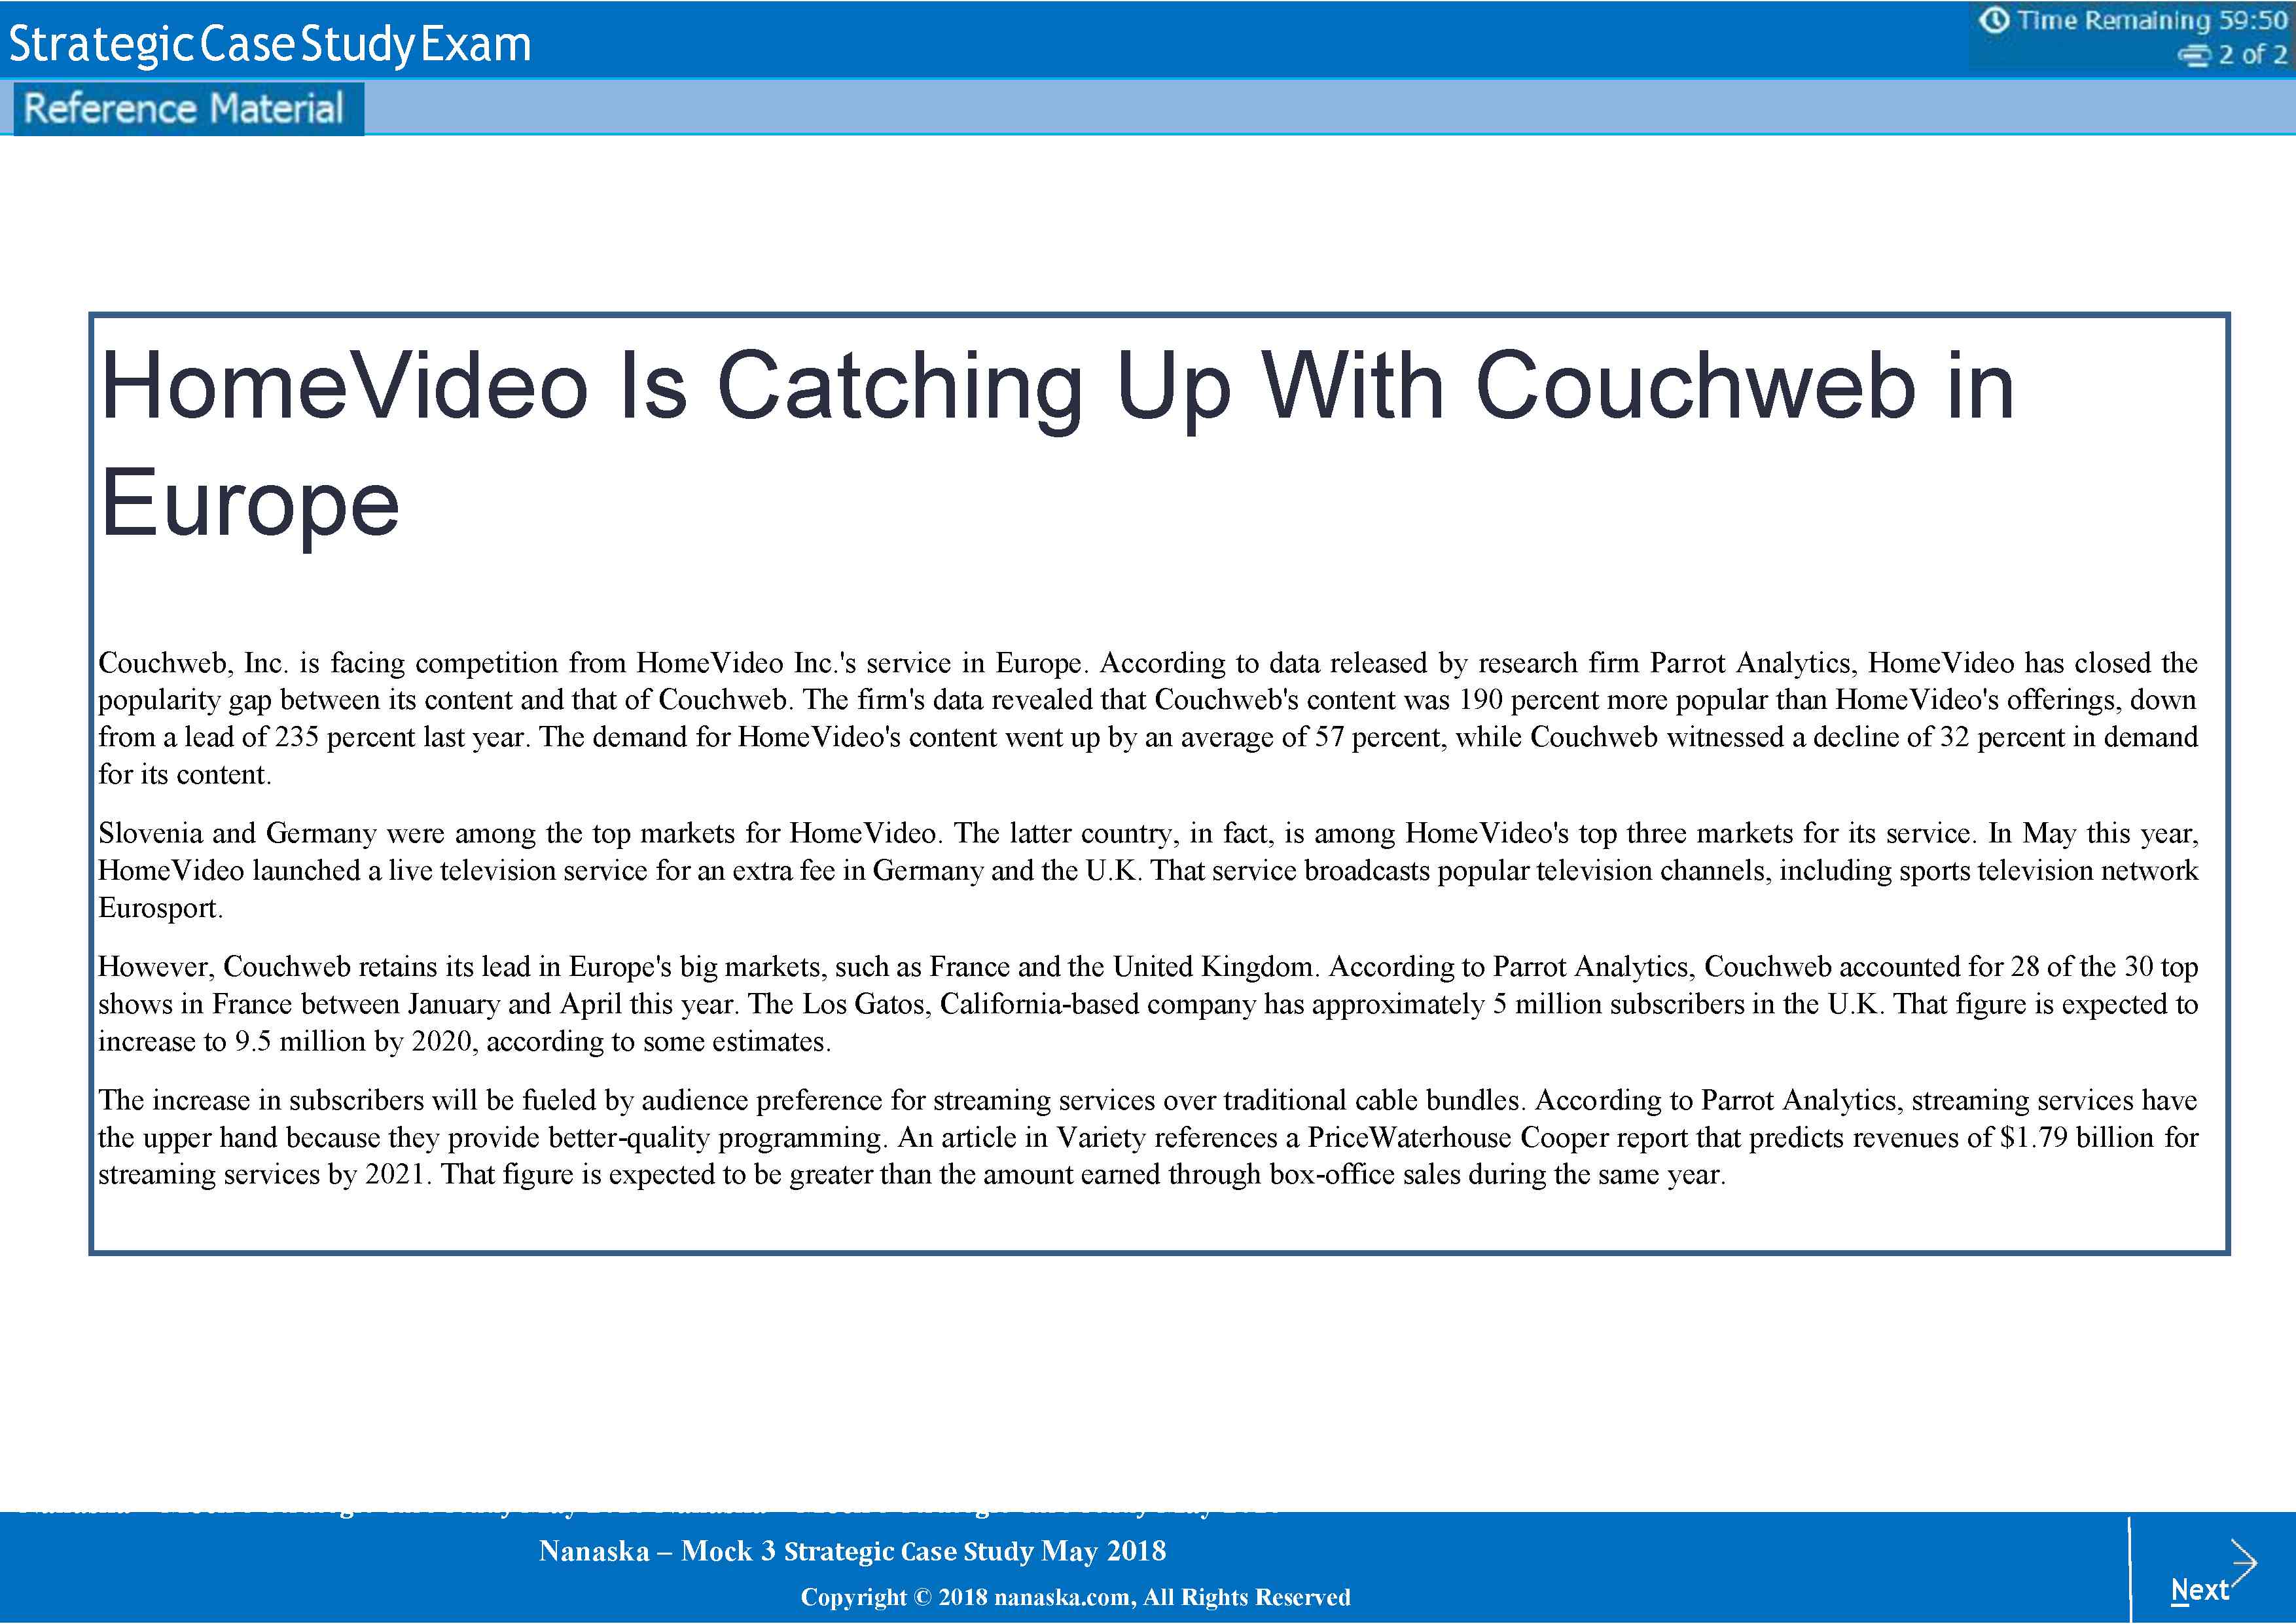 Strategic Case Study Exam
Time Remaining 59:50
2 of 2
Reference Material
HomeVideo Is Catching Up With Couchweb in
Europe
Couchweb, Inc. is facing competition from HomeVideo Inc.'s service in Europe. According to data released by research firm Parrot Analytics, HomeVideo has closed the
popularity gap between its content and that of Couchweb. The firm's data revealed that Couchweb's content was 190 percent more popular than HomeVideo's offerings, down
from a lead of 235 percent last year. The demand for HomeVideo's content went up by an average of 57 percent, while Couchweb witnessed a decline of 32 percent in demand
for its content.
Slovenia and Germany were among the top markets for HomeVideo. The latter country, in fact, is among HomeVideo's top three markets for its service. In May this year,
HomeVideo launched a live television service for an extra fee in Germany and the U.K. That service broadcasts popular television channels, including sports television network
Eurosport.
However, Couchweb retains its lead in Europe's big markets, such as France and the United Kingdom. According to Parrot Analytics, Couchweb accounted for 28 of the 30 top
shows in France between January and April this year. The Los Gatos, California-based company has approximately 5 million subscribers in the U.K. That figure is expected to
increase to 9.5 million by 2020, according to some estimates.
The increase in subscribers will be fueled by audience preference for streaming services over traditional cable bundles. According to Parrot Analytics, streaming services have
the upper hand because they provide better-quality programming. An article in Variety references a PriceWaterhouse Cooper report that predicts revenues of $1.79 billion for
streaming services by 2021. That figure is expected to be greater than the amount earned through box-office sales during the same year.
Nanaska – Mock 3 Strategic Case Study May 2018
Copyright © 2018 nanaska.com, All Rights Reserved
Next